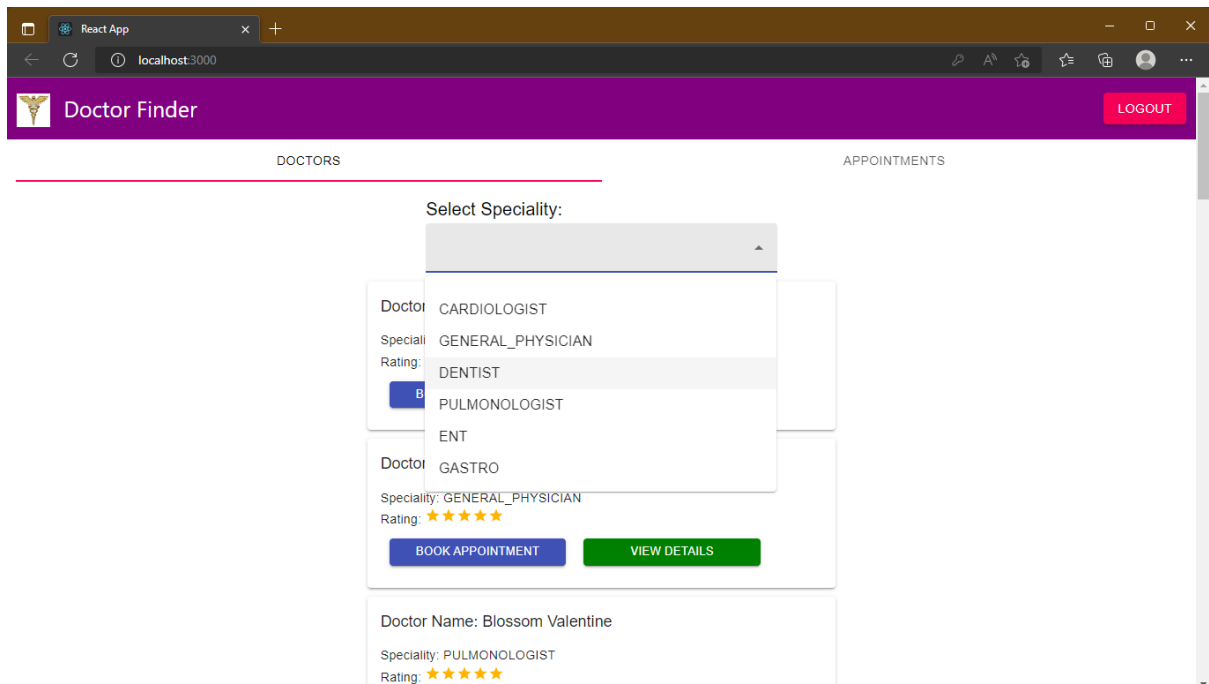 React App
localhost:3000
Doctor Finder
LOGOUT
DOCTORS
APPOINTMENTS
Select Speciality:
CARDIOLOGIST
GENERAL_PHYSICIAN
DENTIST
PULMONOLOGIST
ENT
GASTRO
Doctor
Rating:
Doctor
Speciality: GENERAL_PHYSICIAN
Rating:
BOOK APPOINTMENT
VIEW DETAILS
Doctor Name: Blossom Valentine
Speciality: PULMONOLOGIST
Rating: